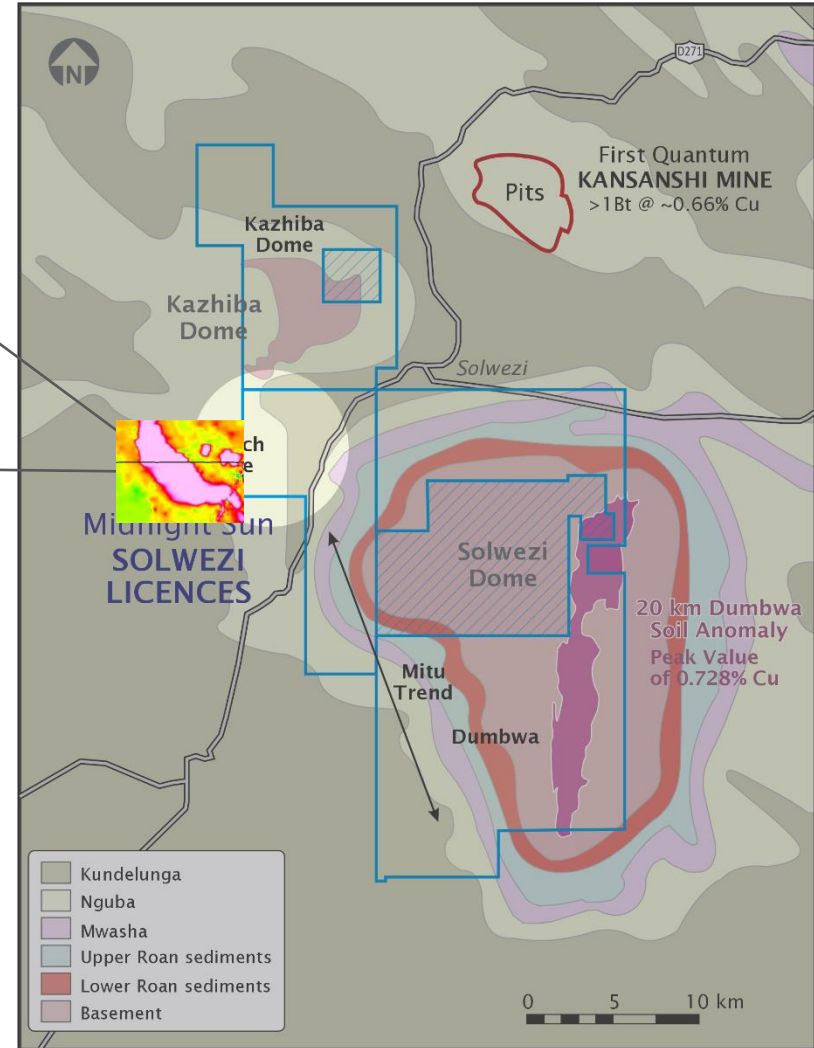 N
D271
First Quantum
KANSANSHI MINE
>1Bt @ ~0.66% Cu
Pits
Kazhiba
Dome
Kazhiba
Dome
Solwezi
ch
e
Midnight Sun
SOLWEZI
LICENCES
Solwezi
Dome
20 km Dumbwa
Soil Anomaly
Peak Value
of 0.728% Cu
Mitu
Trend
Dumbwa
Kundelunga
Nguba
Mwasha
Upper Roan sediments
Lower Roan sediments
Basement
0 5 10 km